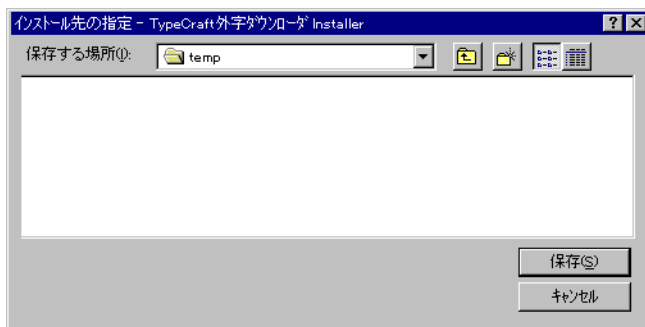 インストール先の指定 - TypeCraft外字ダウンローダ Installer
保存する場所(I):
temp
保存(S)
キャンセル